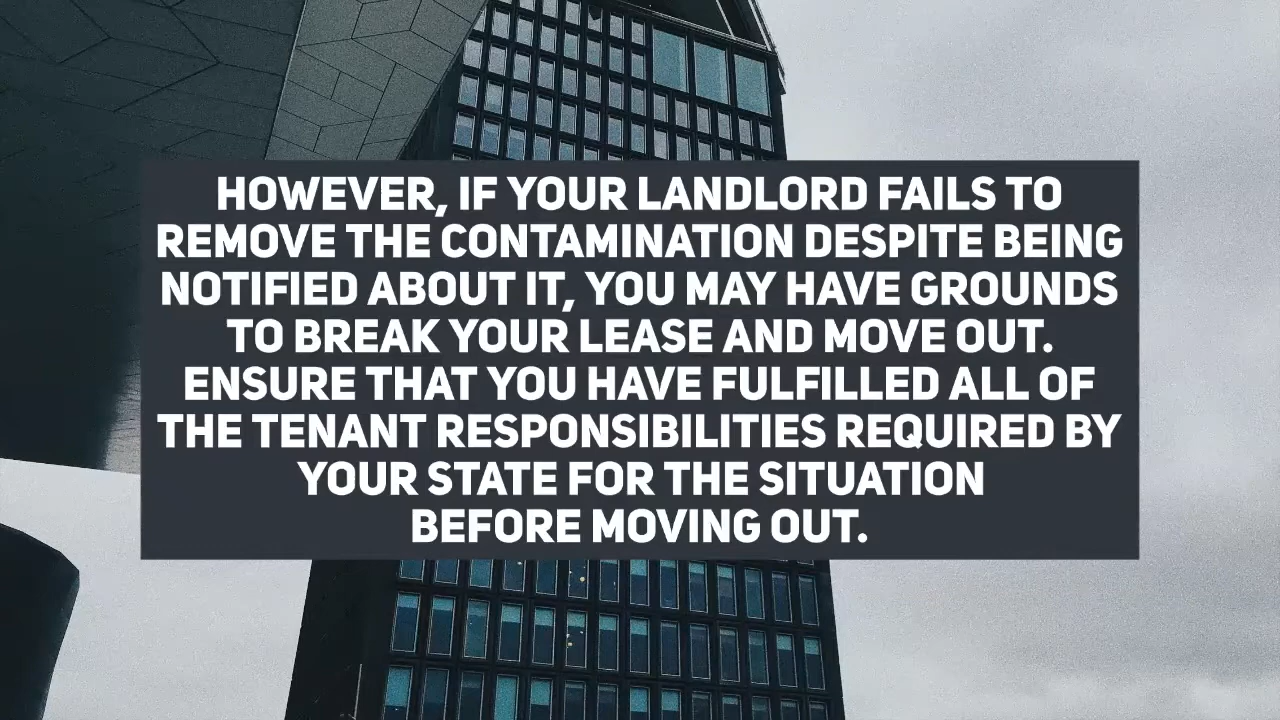 HOWEVER, IF YOUR LANDLORD FAILS TO
REMOVE THE CONTAMINATION DESPITE BEING
NOTIFIED ABOUT IT, YOU MAY HAVE GROUNDS
TO BREAK YOUR LEASE AND MOVE OUT.
ENSURE THAT YOU HAVE FULFILLED ALL OF
THE TENANT RESPONSIBILITIES REQUIRED BY
YOUR STATE FOR THE SITUATION
BEFORE MOVING OUT.